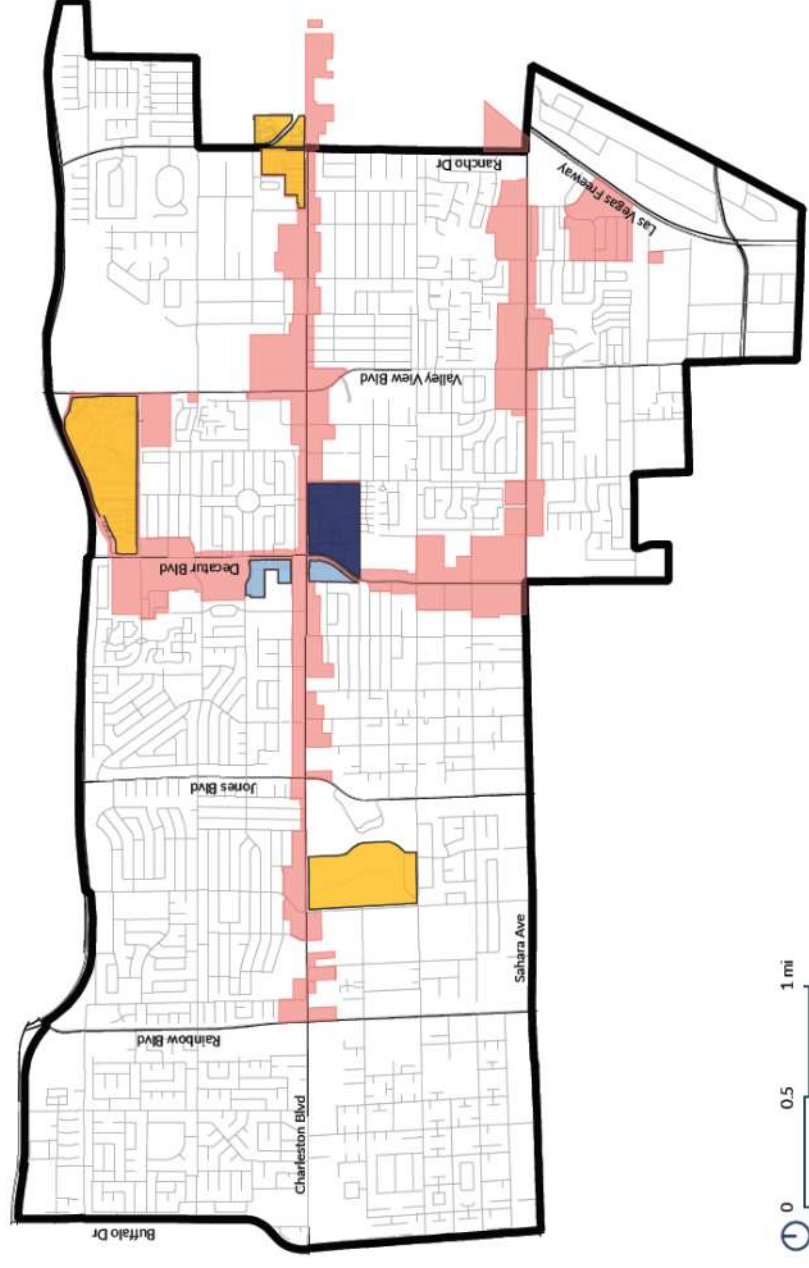 Rancho Dr
Las Vegas Freeway
Valley View Blvd
Decatur Blvd
Jones Blvd
Sahara Ave
Rainbow Blvd
Charleston Blvd
Buffalo Dr
0 0.5 1 mi